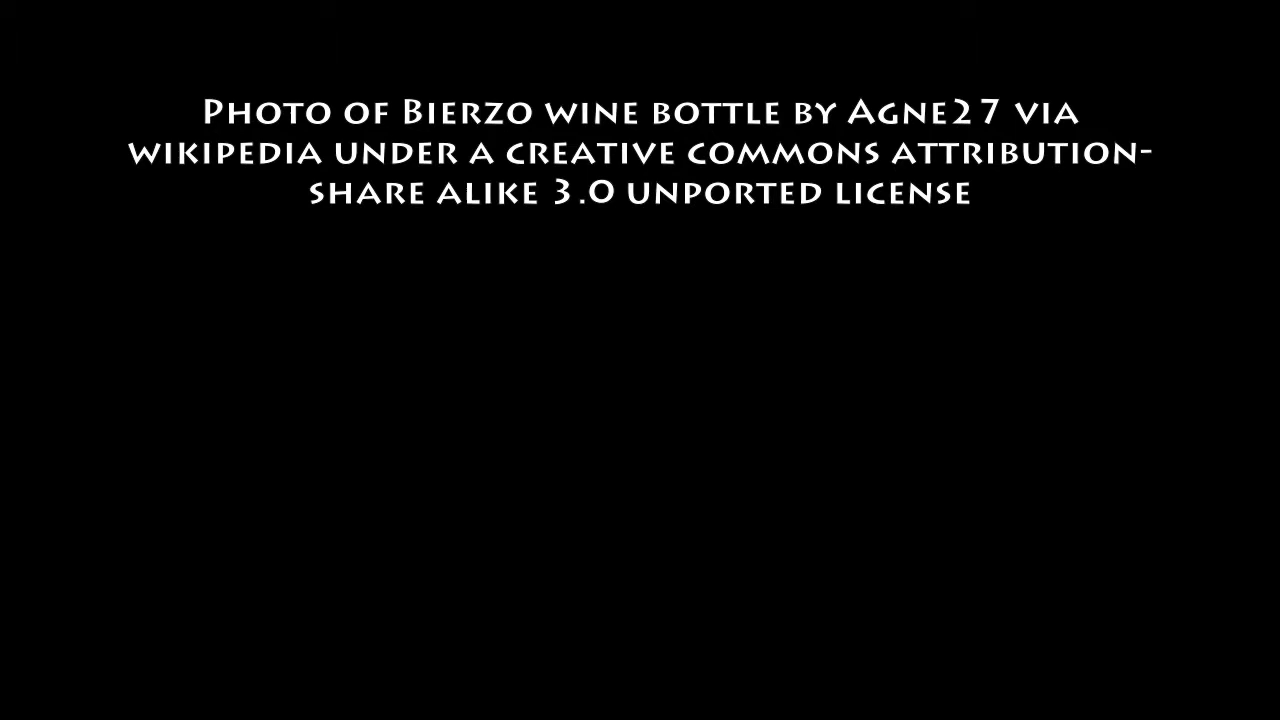 Photo of Bierzo wine bottle by Agne27 via
wikipedia under a creative commons attribution-
share alike 3.0 unported license